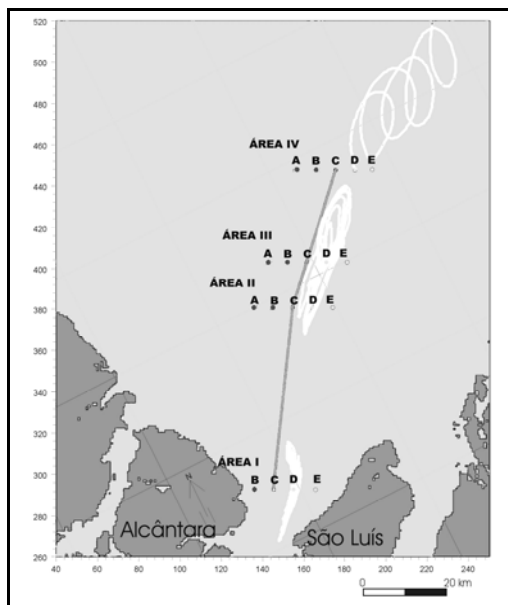 520
500
480
460
440
420
400
380
360
340
320
300
280
260
ÁREA IV
A B C D E
ÁREA III
A B C D E
ÁREA II
A B C D E
ÁREA I
B C D E
N
Alcântara
São Luís
40 60 80 100 120 140 160 180 200 220 240
0 20 km